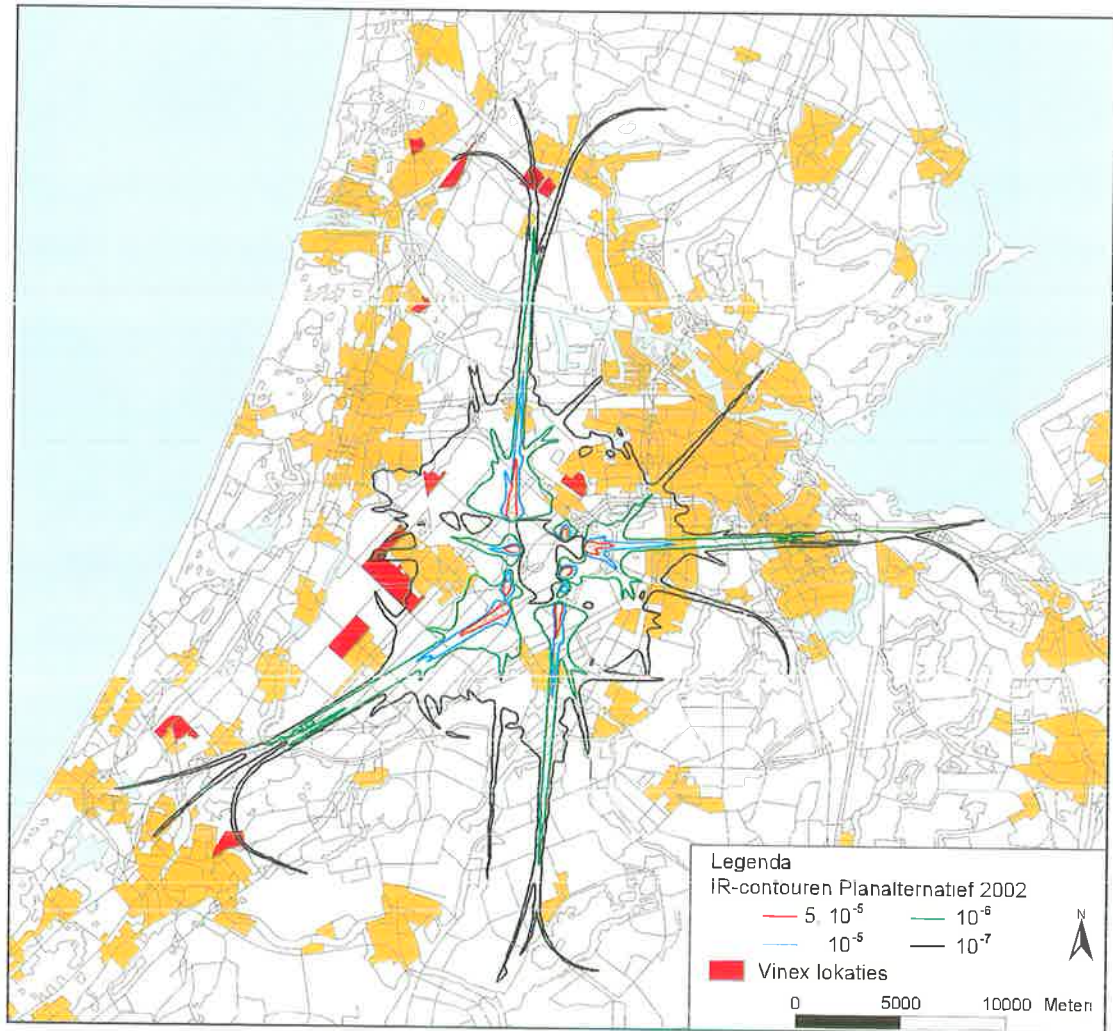 Legenda
IR-contouren Planalternatief 2002
5. 10⁻⁵
10⁻⁶
10⁻⁵
10⁻⁷
Vinex lokaties
N
0 5000 10000 Meters